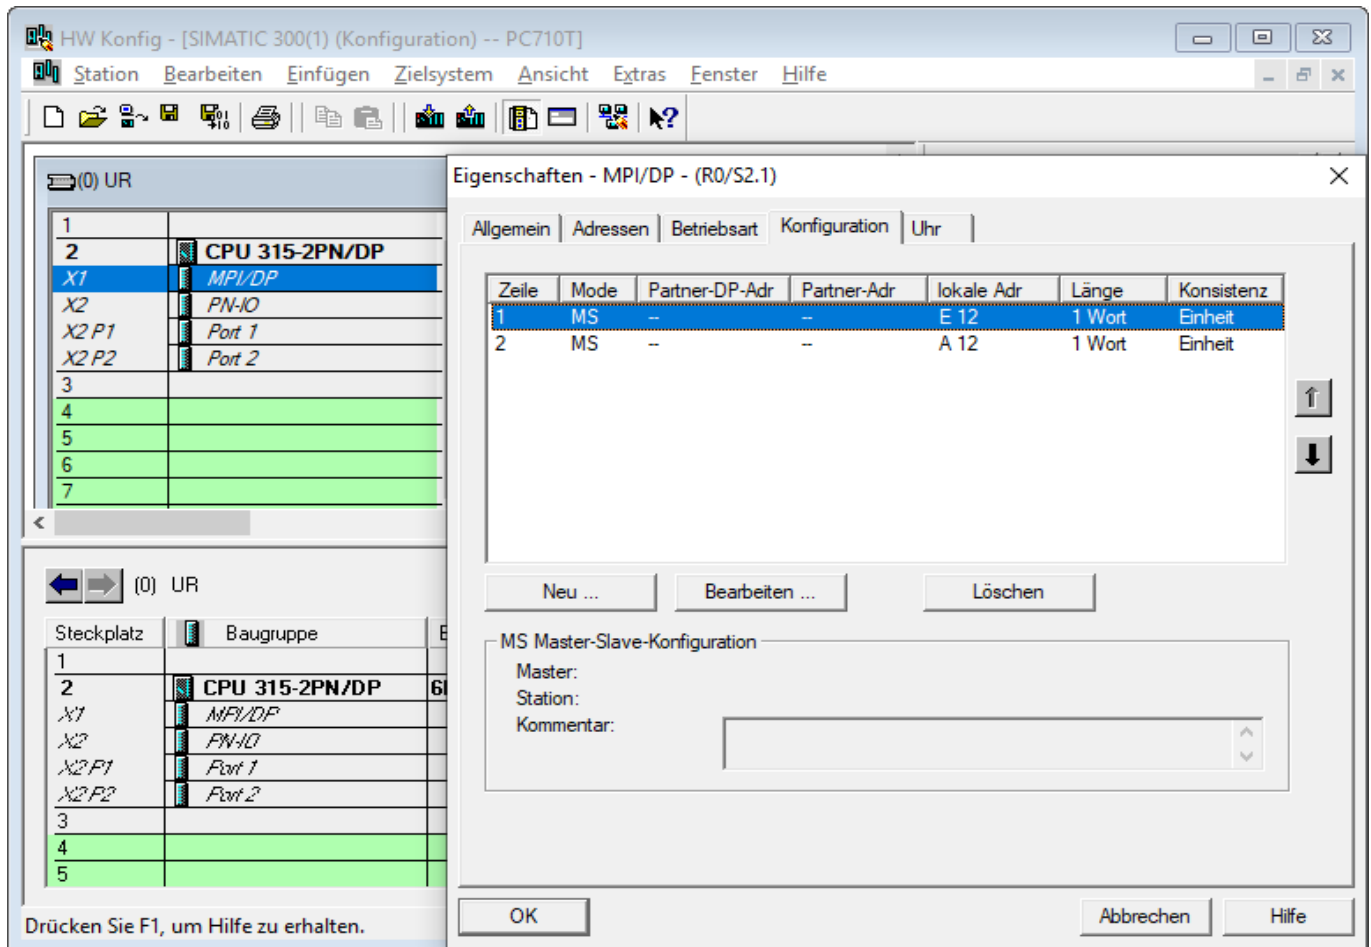 HW Konfig - [SIMATIC 300(1) (Konfiguration) -- PC710T]
Station Bearbeiten Einfügen Zielsystem Ansicht Extras Fenster Hilfe
(0) UR
1
2 CPU 315-2PN/DP
X1 MPI/DP
X2 PN-IO
X2 P1 Port 1
X2 P2 Port 2
3
4
5
6
7
(0) UR
Steckplatz Baugruppe
1
2 CPU 315-2PN/DP
X1 MPI/DP
X2 PN-IO
X2 P1 Port 1
X2 P2 Port 2
3
4
5
Drücken Sie F1, um Hilfe zu erhalten.
Eigenschaften - MPI/DP - (R0/S2.1)
Allgemein Adressen Betriebsart Konfiguration Uhr
Zeile Mode Partner-DP-Adr Partner-Adr lokale Adr Länge Konsistenz
1 MS -- -- E 12 1 Wort Einheit
2 MS -- -- A 12 1 Wort Einheit
Neu ... Bearbeiten ... Löschen
MS Master-Slave-Konfiguration
Master:
Station:
Kommentar:
OK Abbrechen Hilfe